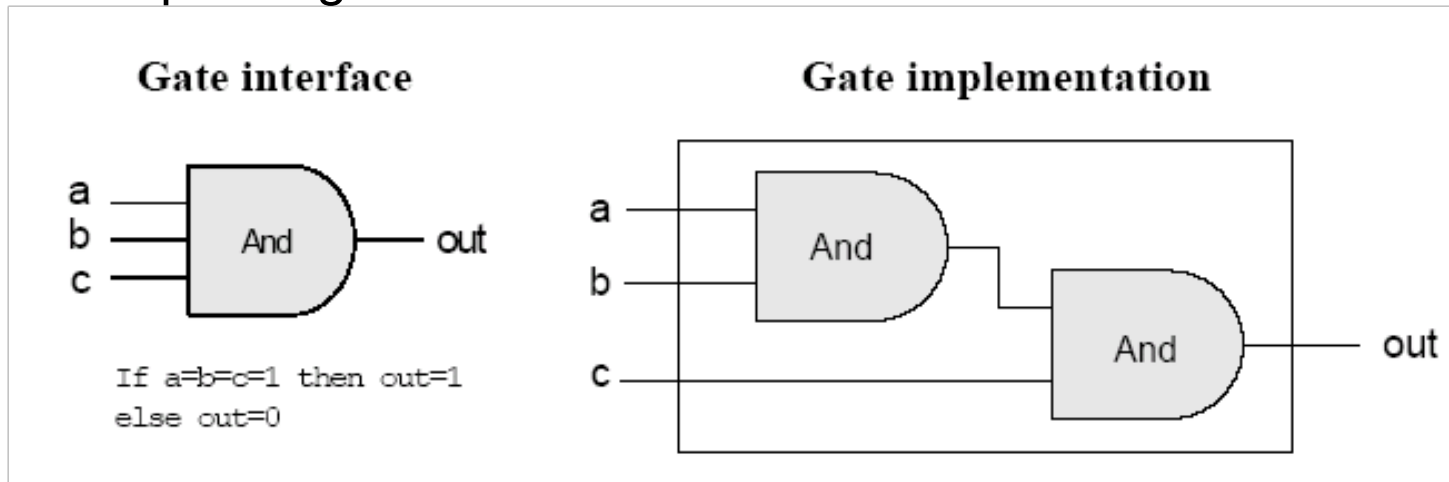 Gate interface
a
b
c
And
out
If a=b=c=1 then out=1
else out=0
Gate implementation
a
b
c
And
And
out